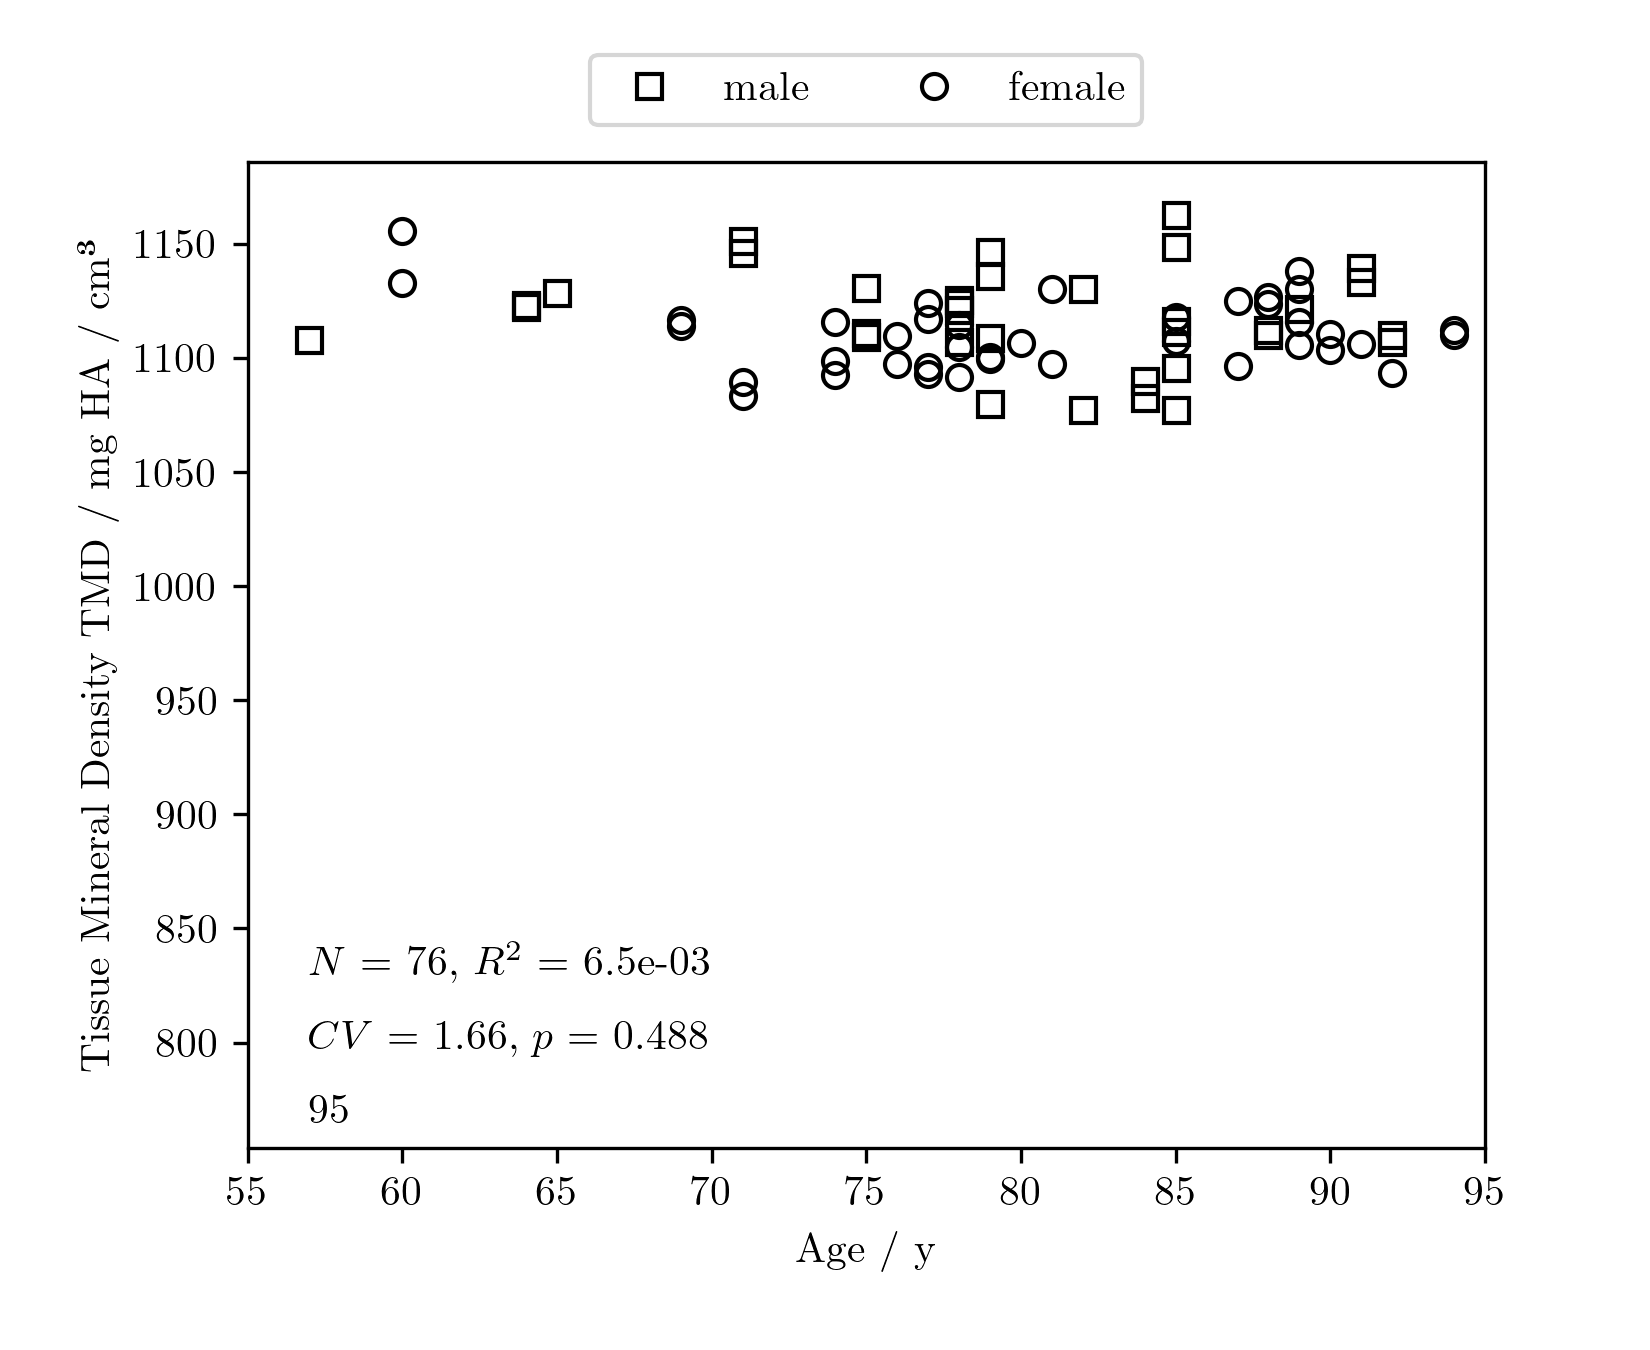 male female
Tissue Mineral Density TMD / mg HA / cm³
1150
1100
1050
1000
950
900
850
800
N = 76, R² = 6.5e-03
CV = 1.66, p = 0.488
95
55 60 65 70 75 80 85 90 95
Age / y